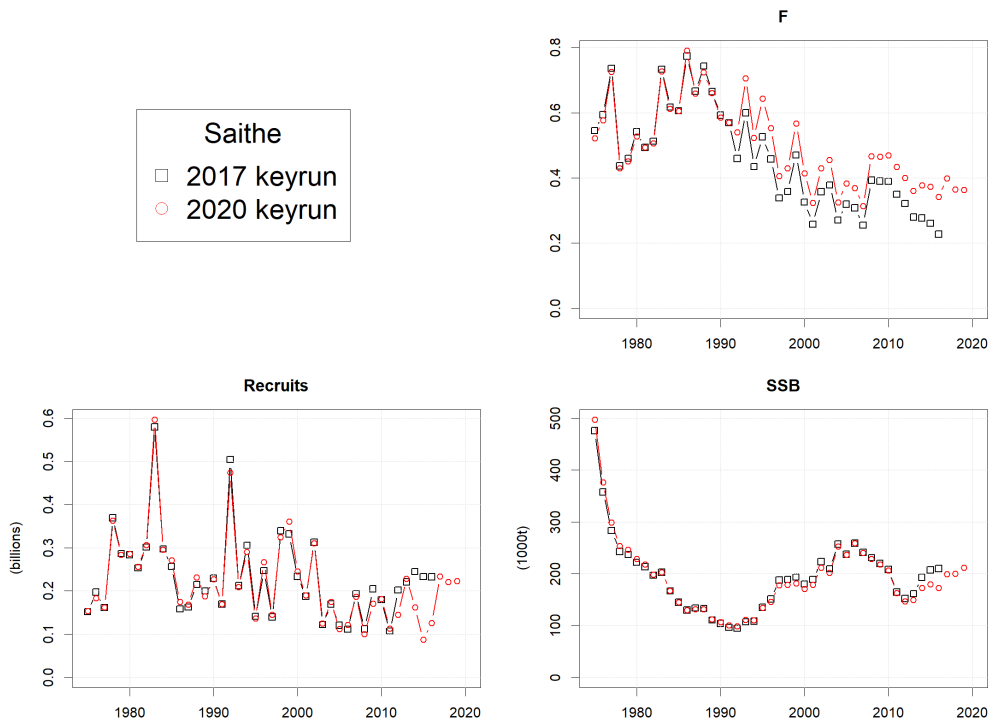 Saithe
2017 keyrun
2020 keyrun
F
0.0 0.2 0.4 0.6 0.8
1980 1990 2000 2010 2020
Recruits
(billions)
0.0 0.1 0.2 0.3 0.4 0.5 0.6
1980 1990 2000 2010 2020
SSB
(1000t)
0 100 200 300 400 500
1980 1990 2000 2010 2020